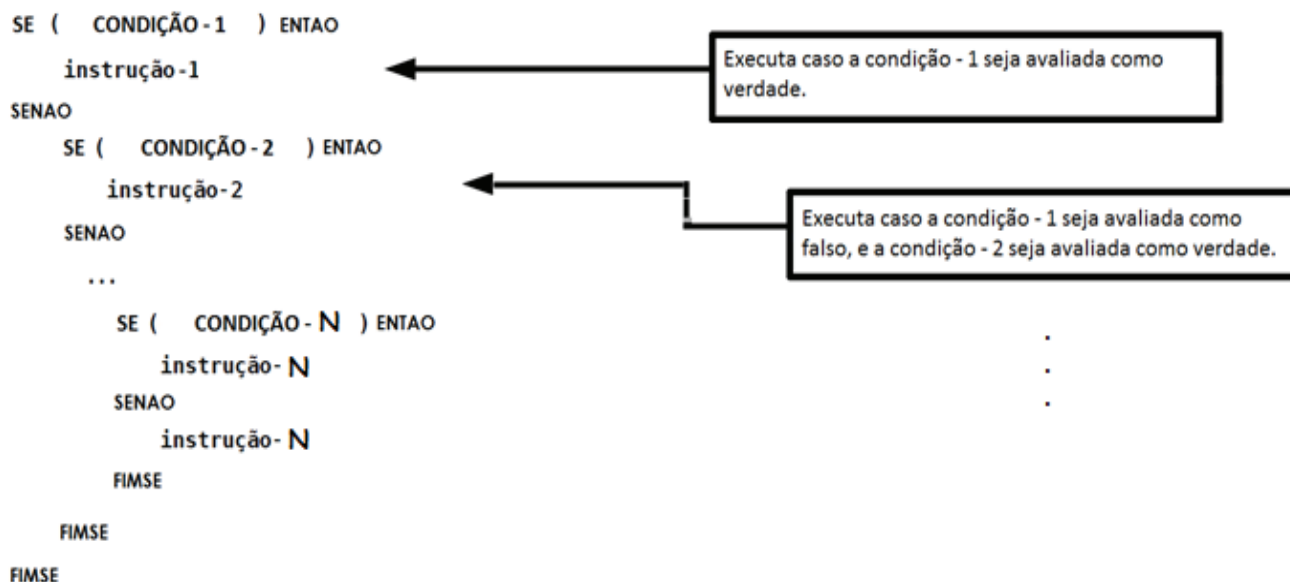 SE ( CONDIÇÃO - 1 ) ENTAO
instrução-1
Executa caso a condição - 1 seja avaliada como
verdade.
SENAO
SE ( CONDIÇÃO - 2 ) ENTAO
instrução-2
Executa caso a condição - 1 seja avaliada como
falso, e a condição - 2 seja avaliada como verdade.
SENAO
...
SE ( CONDIÇÃO - N ) ENTAO
instrução- N
SENAO
instrução- N
FIMSE
FIMSE
FIMSE
.
.
.